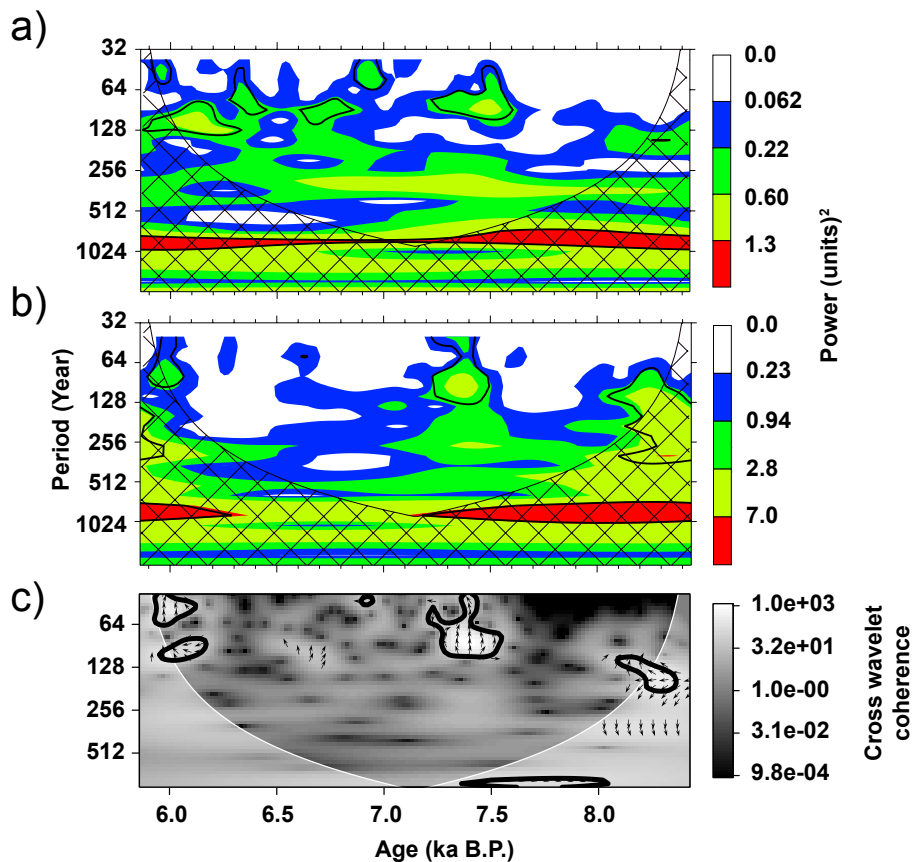 a)
32
64
128
256
512
1024
0.0
0.062
0.22
0.60
1.3
Power (units)²
b)
32
64
128
256
512
1024
Period (Year)
0.0
0.23
0.94
2.8
7.0
c)
64
128
256
512
1.0e+03
3.2e+01
1.0e-00
3.1e-02
9.8e-04
Cross wavelet
coherence
6.0 6.5 7.0 7.5 8.0
Age (ka B.P.)